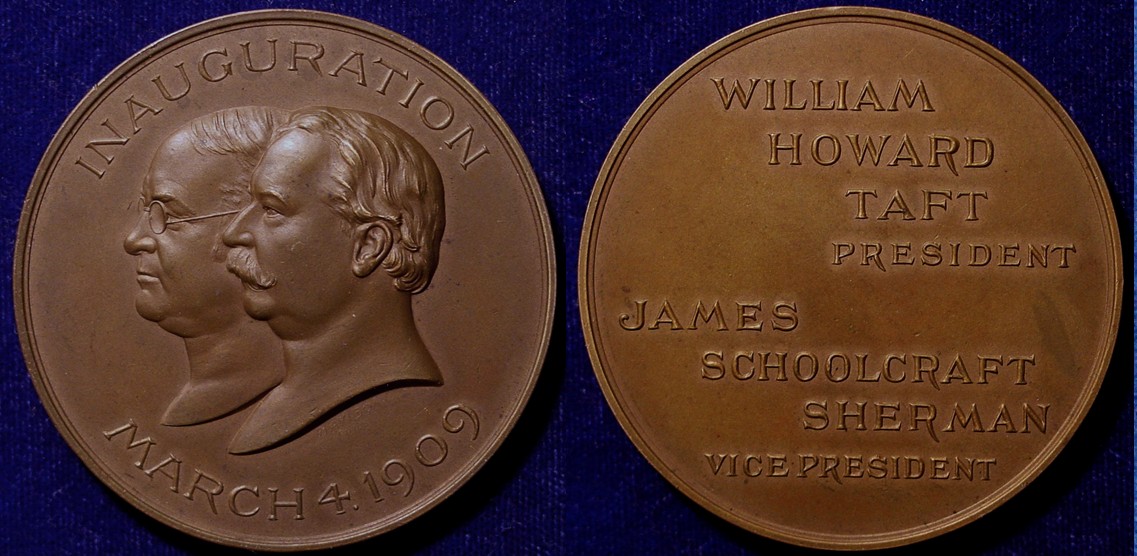 INAUGURATION
MARCH 4. 1909
WILLIAM
HOWARD
TAFT
PRESIDENT
JAMES
SCHOOLCRAFT
SHERMAN
VICE PRESIDENT